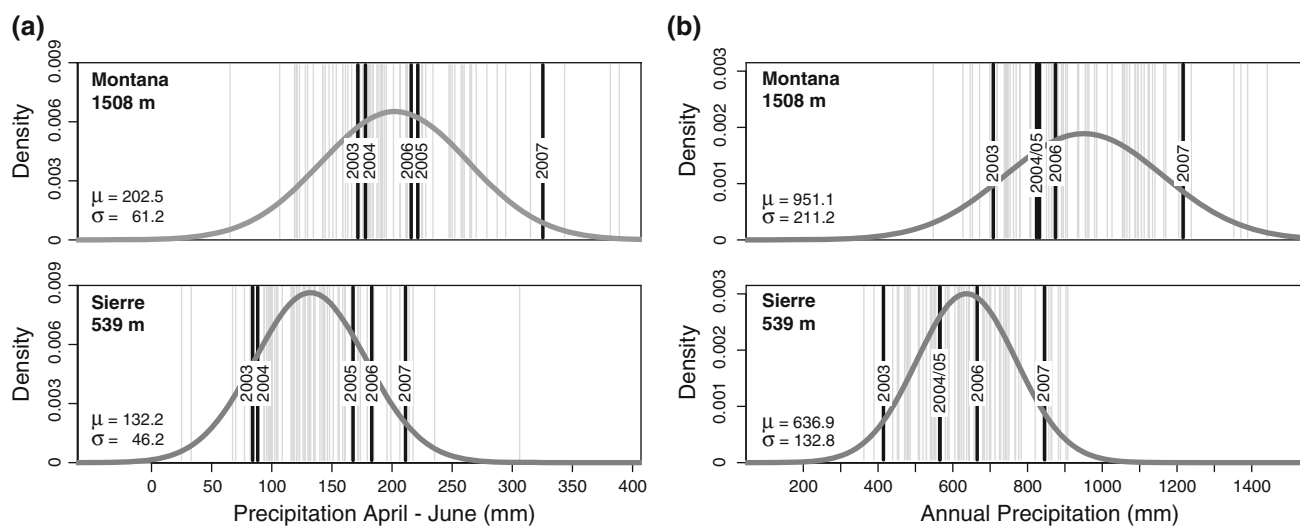 (a)
Montana
1508 m
μ = 202.5
σ = 61.2
2003
2004
2006
2005
2007
Density
0
0.003
0.006
0.009
Sierre
539 m
μ = 132.2
σ = 46.2
2003
2004
2005
2006
2007
Density
0
0.003
0.006
0.009
0 50 100 150 200 250 300 350 400
Precipitation April - June (mm)
(b)
Montana
1508 m
μ = 951.1
σ = 211.2
2003
2004/05
2006
2007
Density
0
0.001
0.002
0.003
Sierre
539 m
μ = 636.9
σ = 132.8
2003
2004/05
2006
2007
Density
0
0.001
0.002
0.003
200 400 600 800 1000 1200 1400
Annual Precipitation (mm)